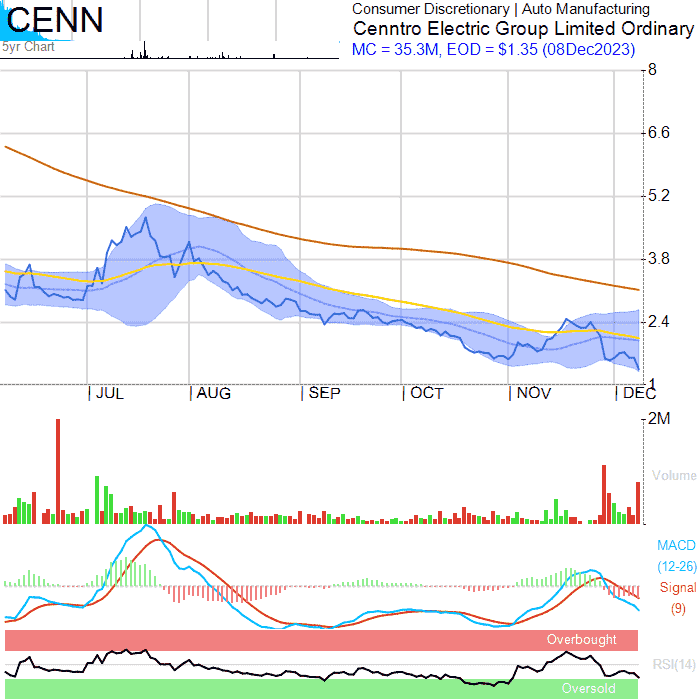 CENN
Consumer Discretionary | Auto Manufacturing
Cenntro Electric Group Limited Ordinary
MC = 35.3M, EOD = $1.35 (08Dec2023)
5yr Chart
8
6.6
5.2
3.8
2.4
1
JUL AUG SEP OCT NOV DEC
2M
Volume
MACD
(12-26)
Signal
(9)
Overbought
RSI(14)
Oversold